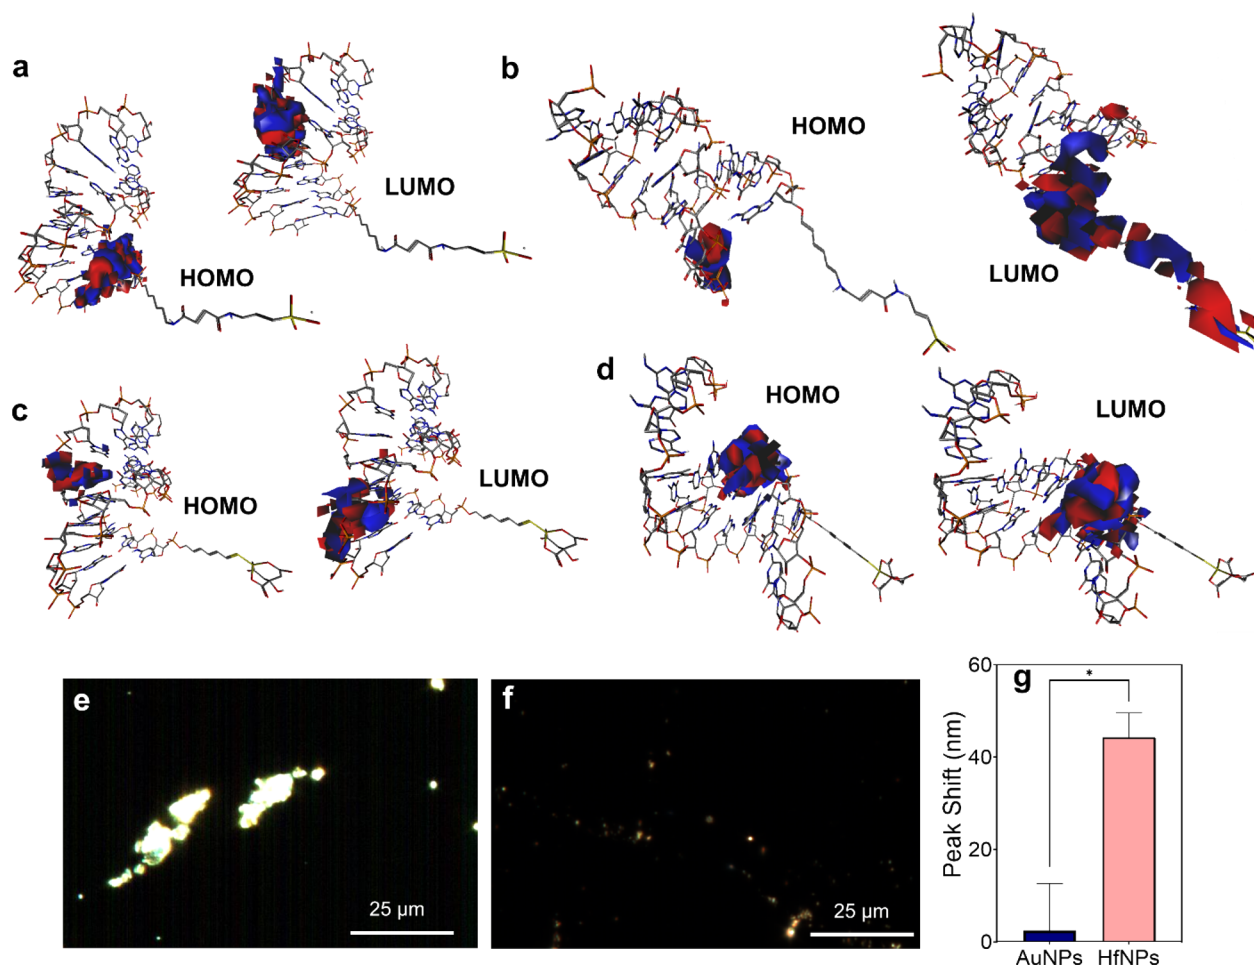 a
LUMO
HOMO
b
HOMO
LUMO
c
HOMO
LUMO
d
HOMO
LUMO
e
25 µm
f
25 µm
g
*
60
40
20
0
Peak Shift (nm)
AuNPs HfNPs